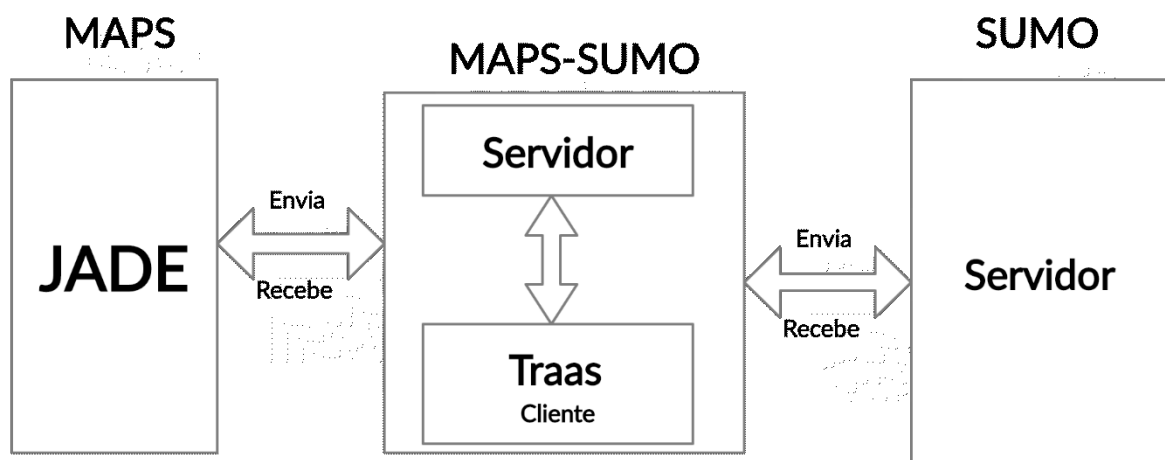 MAPS
JADE
Envia
Recebe
MAPS-SUMO
Servidor
Traas
Cliente
Envia
Recebe
SUMO
Servidor